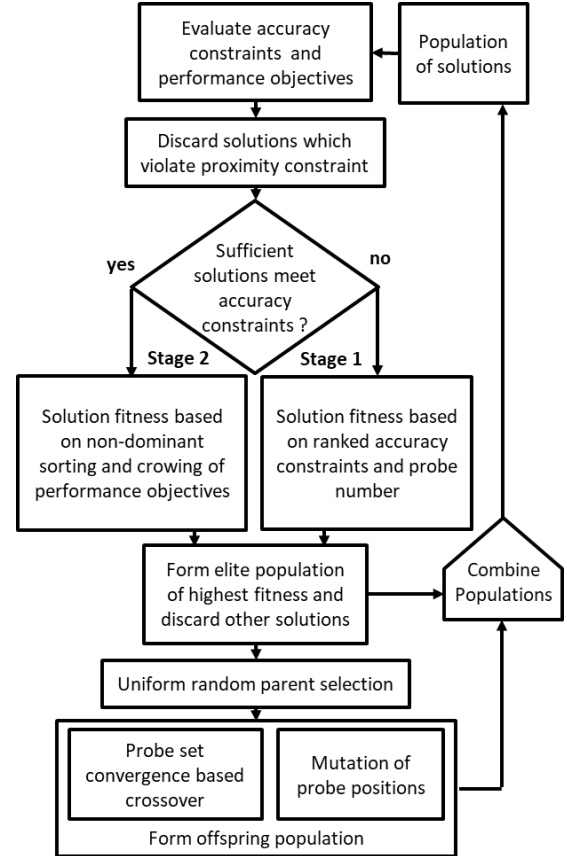 Evaluate accuracy
constraints and
performance objectives
Population
of solutions
Discard solutions which
violate proximity constraint
yes
no
Sufficient
solutions meet
accuracy
constraints ?
Stage 2
Stage 1
Solution fitness based
on non-dominant
sorting and crowing of
performance objectives
Solution fitness based
on ranked accuracy
constraints and probe
number
Form elite population
of highest fitness and
discard other solutions
Combine
Populations
Uniform random parent selection
Probe set
convergence based
crossover
Mutation of
probe positions
Form offspring population